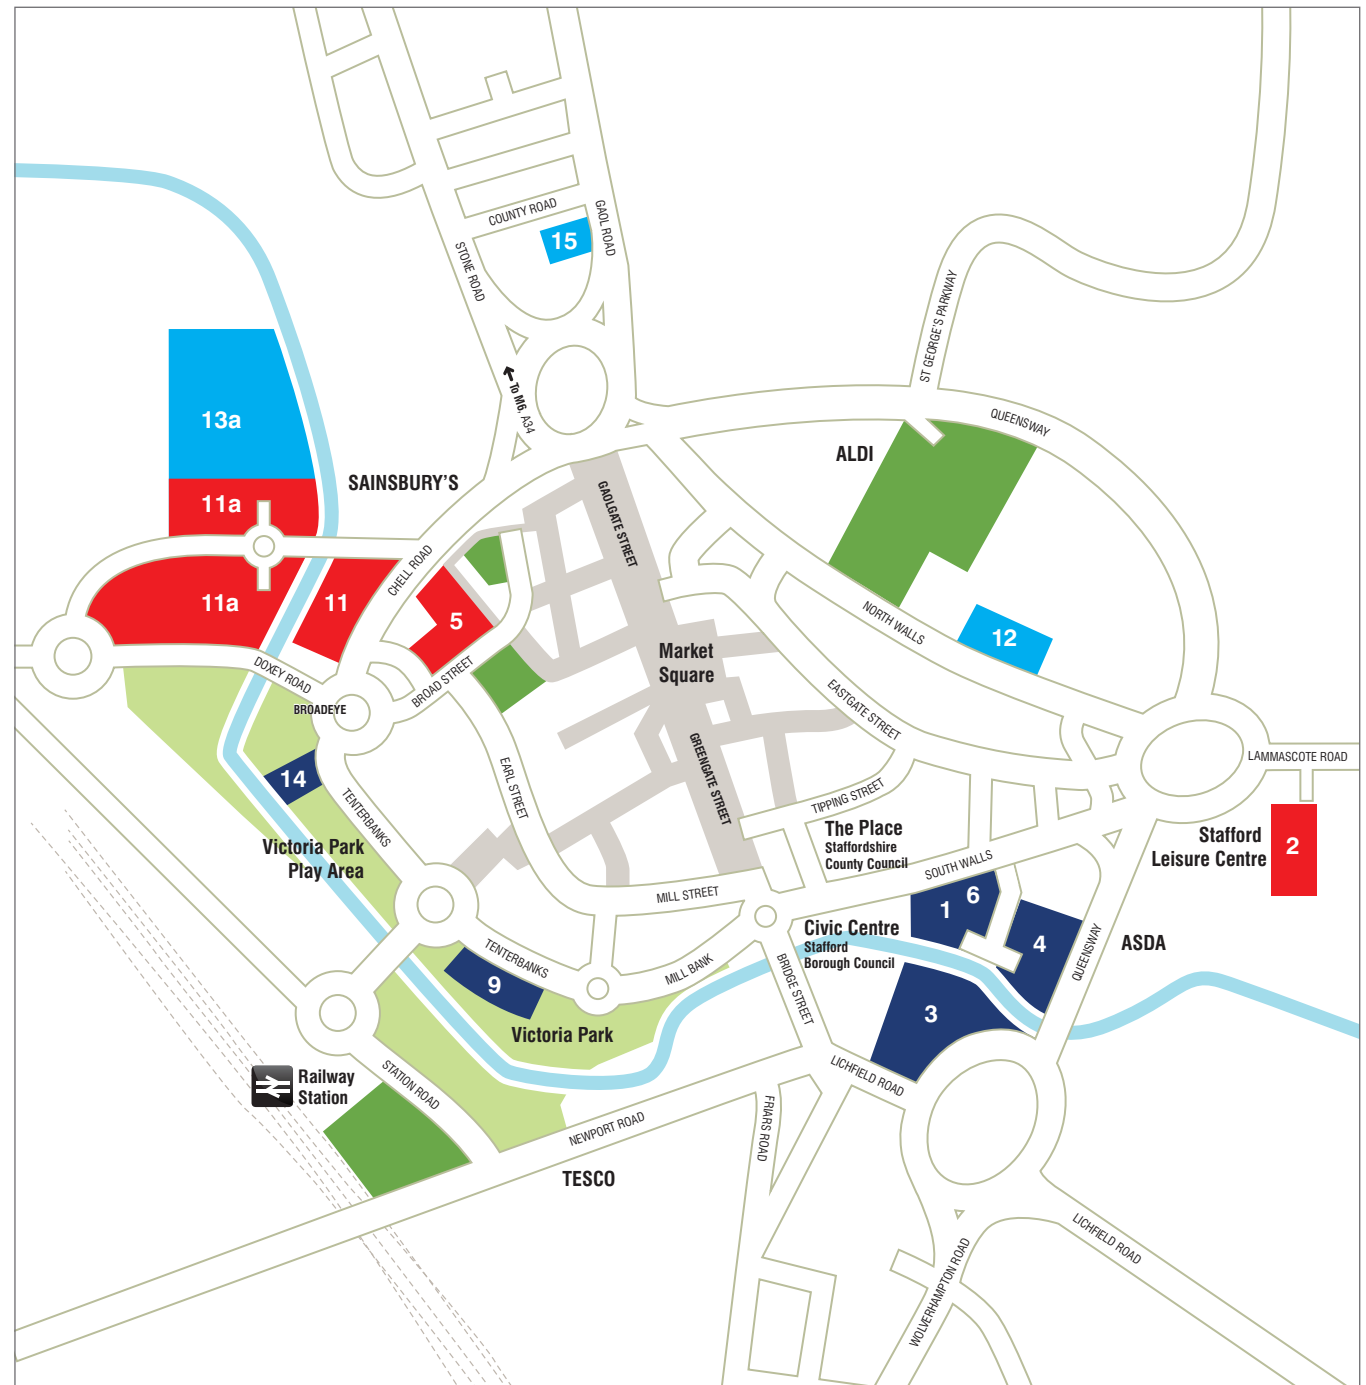 COUNTY ROAD
GAOL ROAD
15
STONE ROAD
ST GEORGE'S PARKWAY
To M6, A34
QUEENSWAY
13a
ALDI
SAINSBURY'S
11a
GAOLGATE STREET
CHELL ROAD
11a
11
5
NORTH WALLS
12
Market
Square
DOXEY ROAD
BROAD STREET
BROADEYE
EASTGATE STREET
LAMMASCOTE ROAD
14
EARL STREET
GREENGATE STREET
TIPPING STREET
TENTERBANKS
The Place
Staffordshire
County Council
Stafford
Leisure Centre
2
Victoria Park
Play Area
SOUTH WALLS
MILL STREET
1
6
4
Civic Centre
Stafford
Borough Council
ASDA
QUEENSWAY
TENTERBANKS
MILL BANK
BRIDGE STREET
9
3
Victoria Park
Railway
Station
STATION ROAD
LICHFIELD ROAD
NEWPORT ROAD
FRIARS ROAD
TESCO
LICHFIELD ROAD
WOLVERHAMPTON ROAD